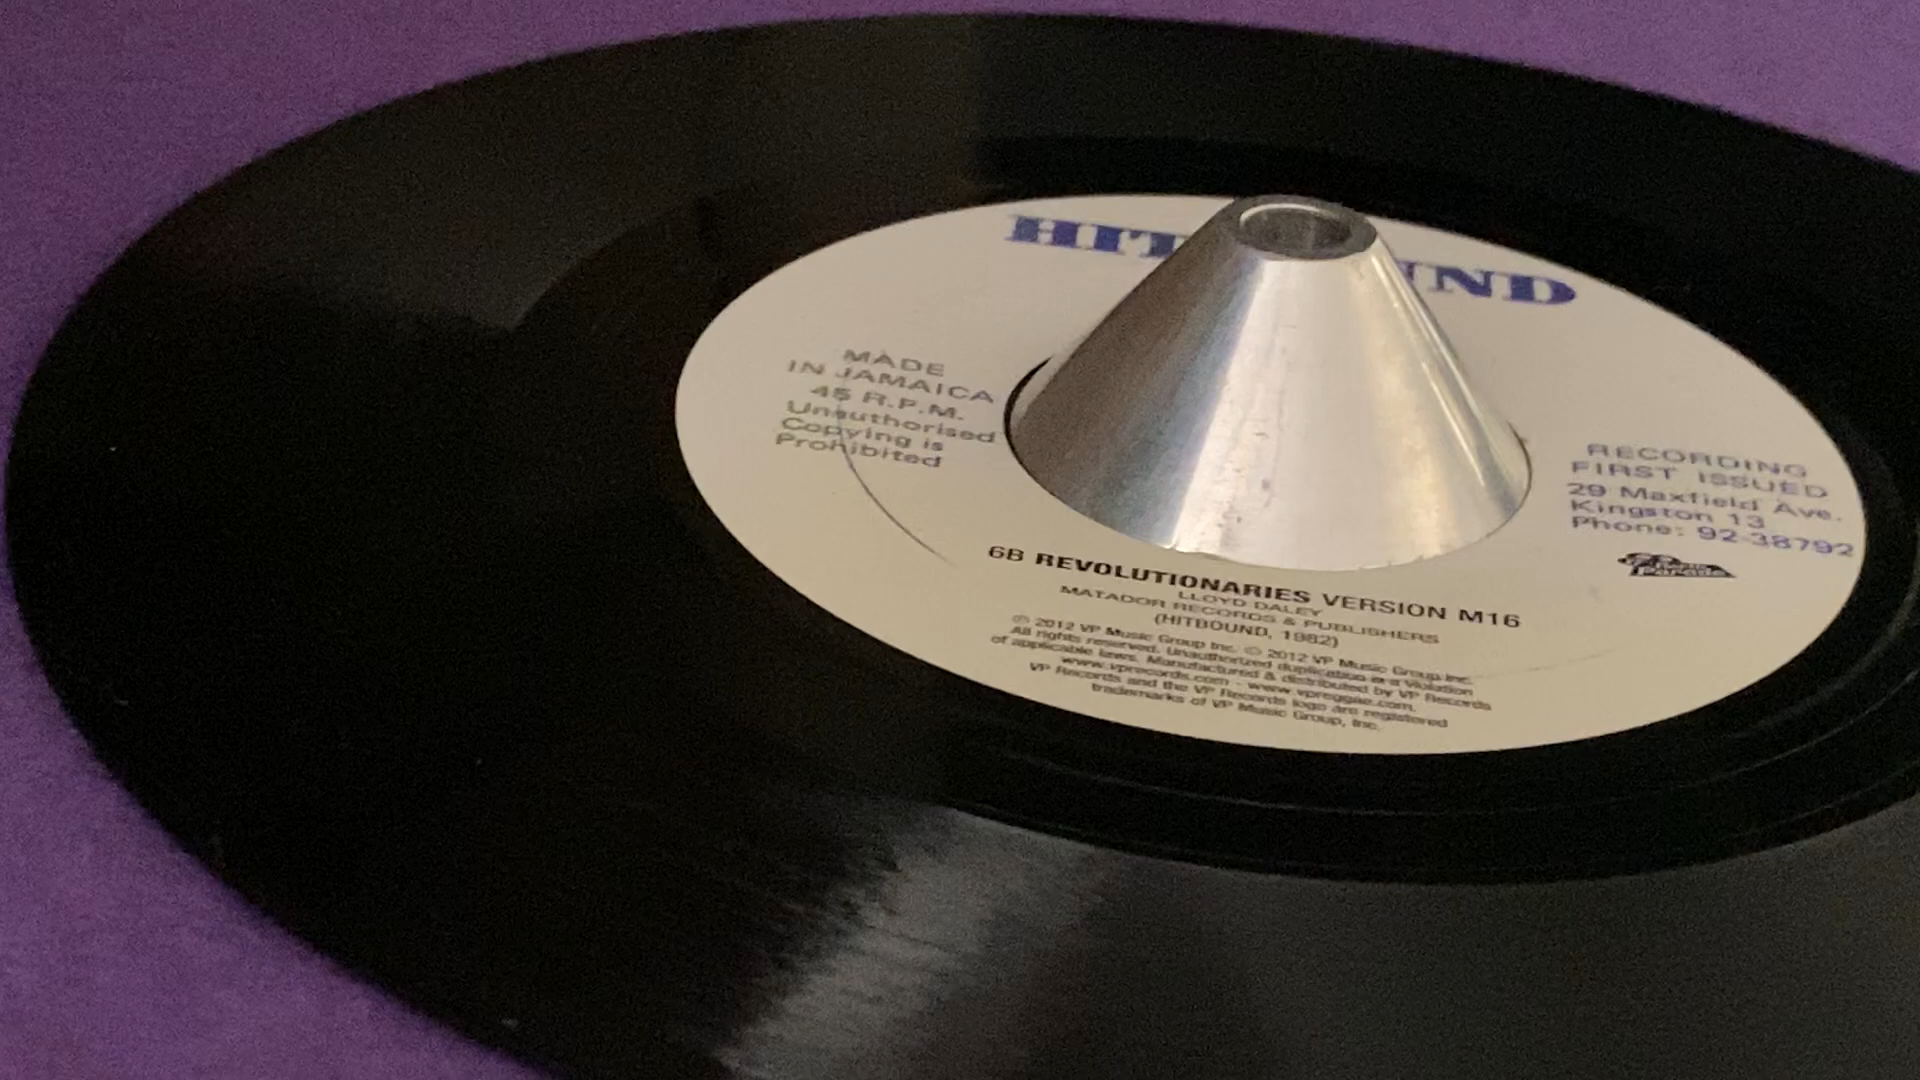 HIT UND
MADE
IN JAMAICA
45 R.P.M.
Unauthorised
Copying is
Prohibited
RECORDING
FIRST ISSUED
29 Maxfield Ave.
Kingston 13
Phone: 92-38792
6B REVOLUTIONARIES VERSION M16
LLOYD DALEY
MATADOR RECORDS & PUBLISHERS
(HITBOUND, 1982)
℗ 2012 VP Music Group Inc. © 2012 VP Music Group Inc.
All rights reserved. Unauthorized duplication is a violation
of applicable laws. Manufactured & distributed by VP Records
www.vprecords.com - www.vpreggae.com.
VP Records and the VP Records logo are registered
trademarks of VP Music Group, Inc.